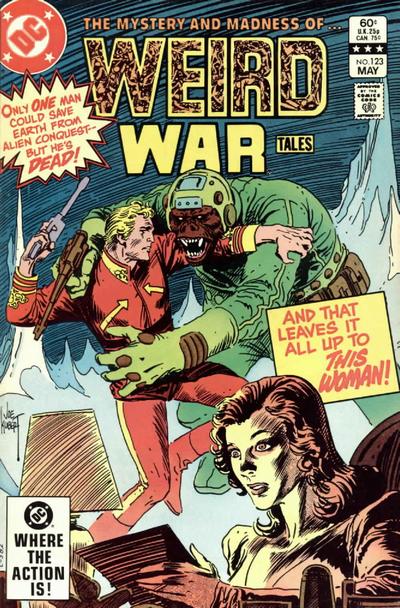 DC
THE MYSTERY AND MADNESS OF...
WEIRD
WAR
TALES
60¢
U.K. 25p
CAN. 75¢
NO. 123
MAY
APPROVED
BY THE
COMICS
CODE
AUTHORITY
ONLY ONE MAN
COULD SAVE
EARTH FROM
ALIEN CONQUEST--
BUT HE'S
DEAD!
AND THAT
LEAVES IT
ALL UP TO
THIS
WOMAN!
JOE
KUBERT
DC
WHERE
THE
ACTION
IS!